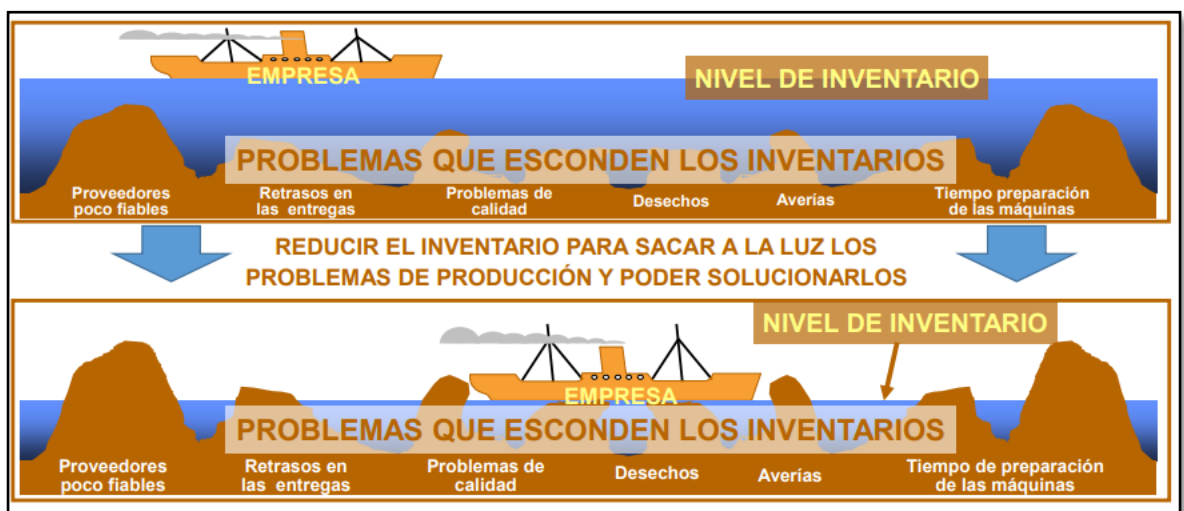 EMPRESA
NIVEL DE INVENTARIO
PROBLEMAS QUE ESCONDEN LOS INVENTARIOS
Proveedores
poco fiables
Retrasos en
las entregas
Problemas de
calidad
Desechos
Averías
Tiempo preparación
de las máquinas
REDUCIR EL INVENTARIO PARA SACAR A LA LUZ LOS
PROBLEMAS DE PRODUCCIÓN Y PODER SOLUCIONARLOS
NIVEL DE INVENTARIO
EMPRESA
PROBLEMAS QUE ESCONDEN LOS INVENTARIOS
Proveedores
poco fiables
Retrasos en
las entregas
Problemas de
calidad
Desechos
Averías
Tiempo de preparación
de las máquinas